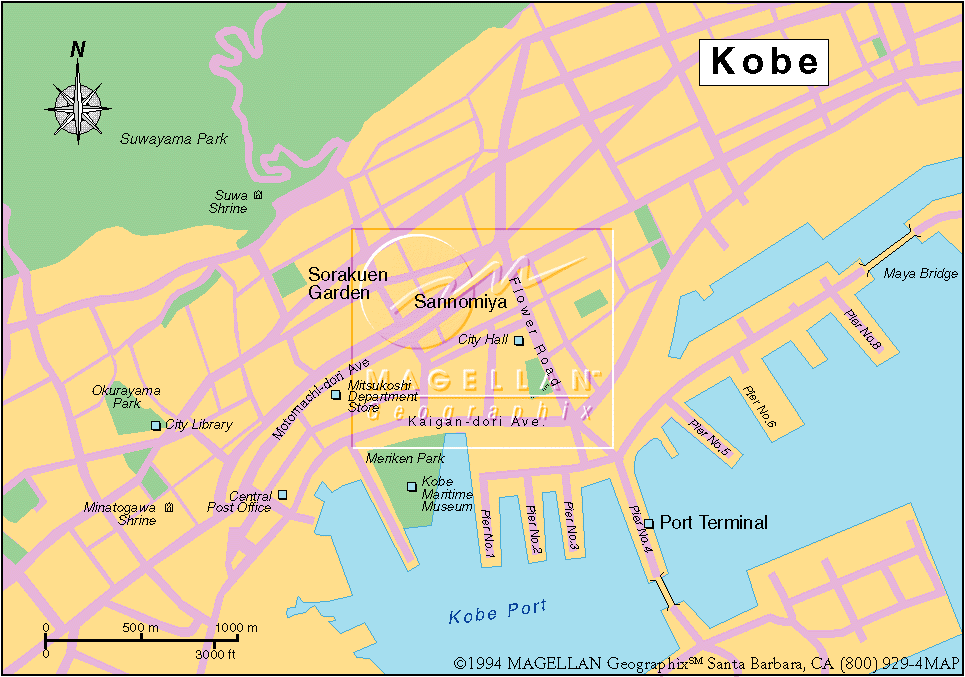 Kobe
N
Suwayama Park
Suwa
Shrine
Maya Bridge
Sorakuen
Garden
Sannomiya
Flower Road
City Hall
Pier No.8
MAGELLAN
Geographix
Motomachi-dori Ave
Mitsukoshi
Department
Store
Okurayama
Park
City Library
Kaigan-dori Ave.
Pier No.6
Pier No.5
Meriken Park
Kobe
Maritime
Museum
Central
Post Office
Minatogawa
Shrine
Pier No.1
Pier No.2
Pier No.3
Pier No.4
Port Terminal
Kobe Port
0 500 m 1000 m
0 3000 ft
©1994 MAGELLAN Geographix℠ Santa Barbara, CA (800) 929-4MAP